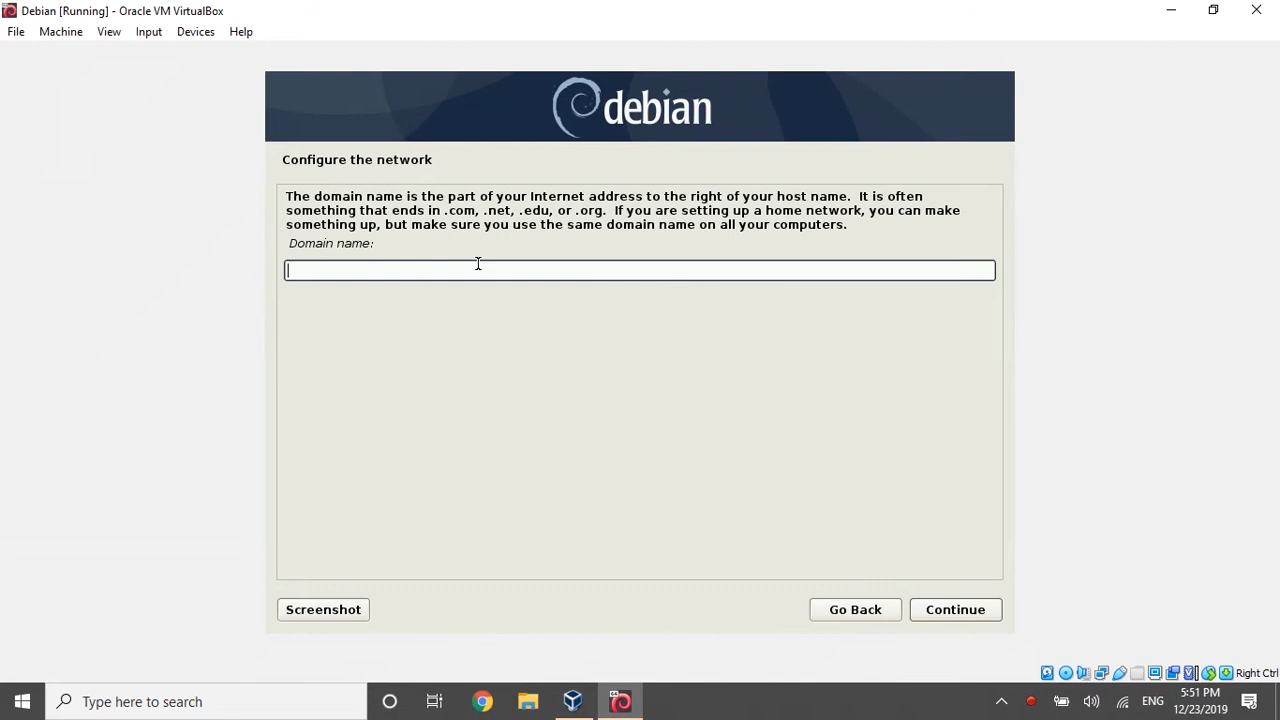 Debian [Running] - Oracle VM VirtualBox
File Machine View Input Devices Help
debian
Configure the network
The domain name is the part of your Internet address to the right of your host name. It is often
something that ends in .com, .net, .edu, or .org. If you are setting up a home network, you can make
something up, but make sure you use the same domain name on all your computers.
Domain name:
Screenshot Go Back Continue
Right Ctrl
Type here to search
ENG
5:51 PM
12/23/2019